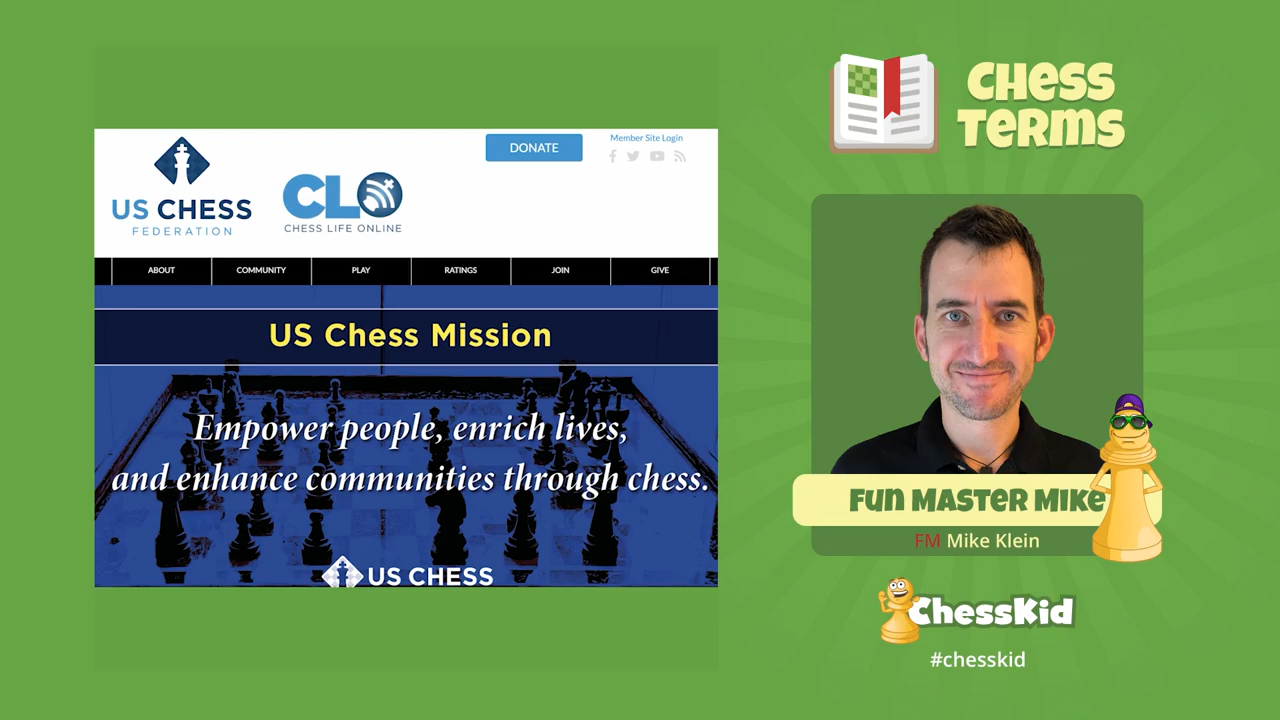 US CHESS
FEDERATION
CLO
CHESS LIFE ONLINE
DONATE
Member Site Login
ABOUT
COMMUNITY
PLAY
RATINGS
JOIN
GIVE
US Chess Mission
Empower people, enrich lives,
and enhance communities through chess.
US CHESS
CHess
TeRMs
FuN MasTeR Mike
FM Mike Klein
ChessKid
#chesskid